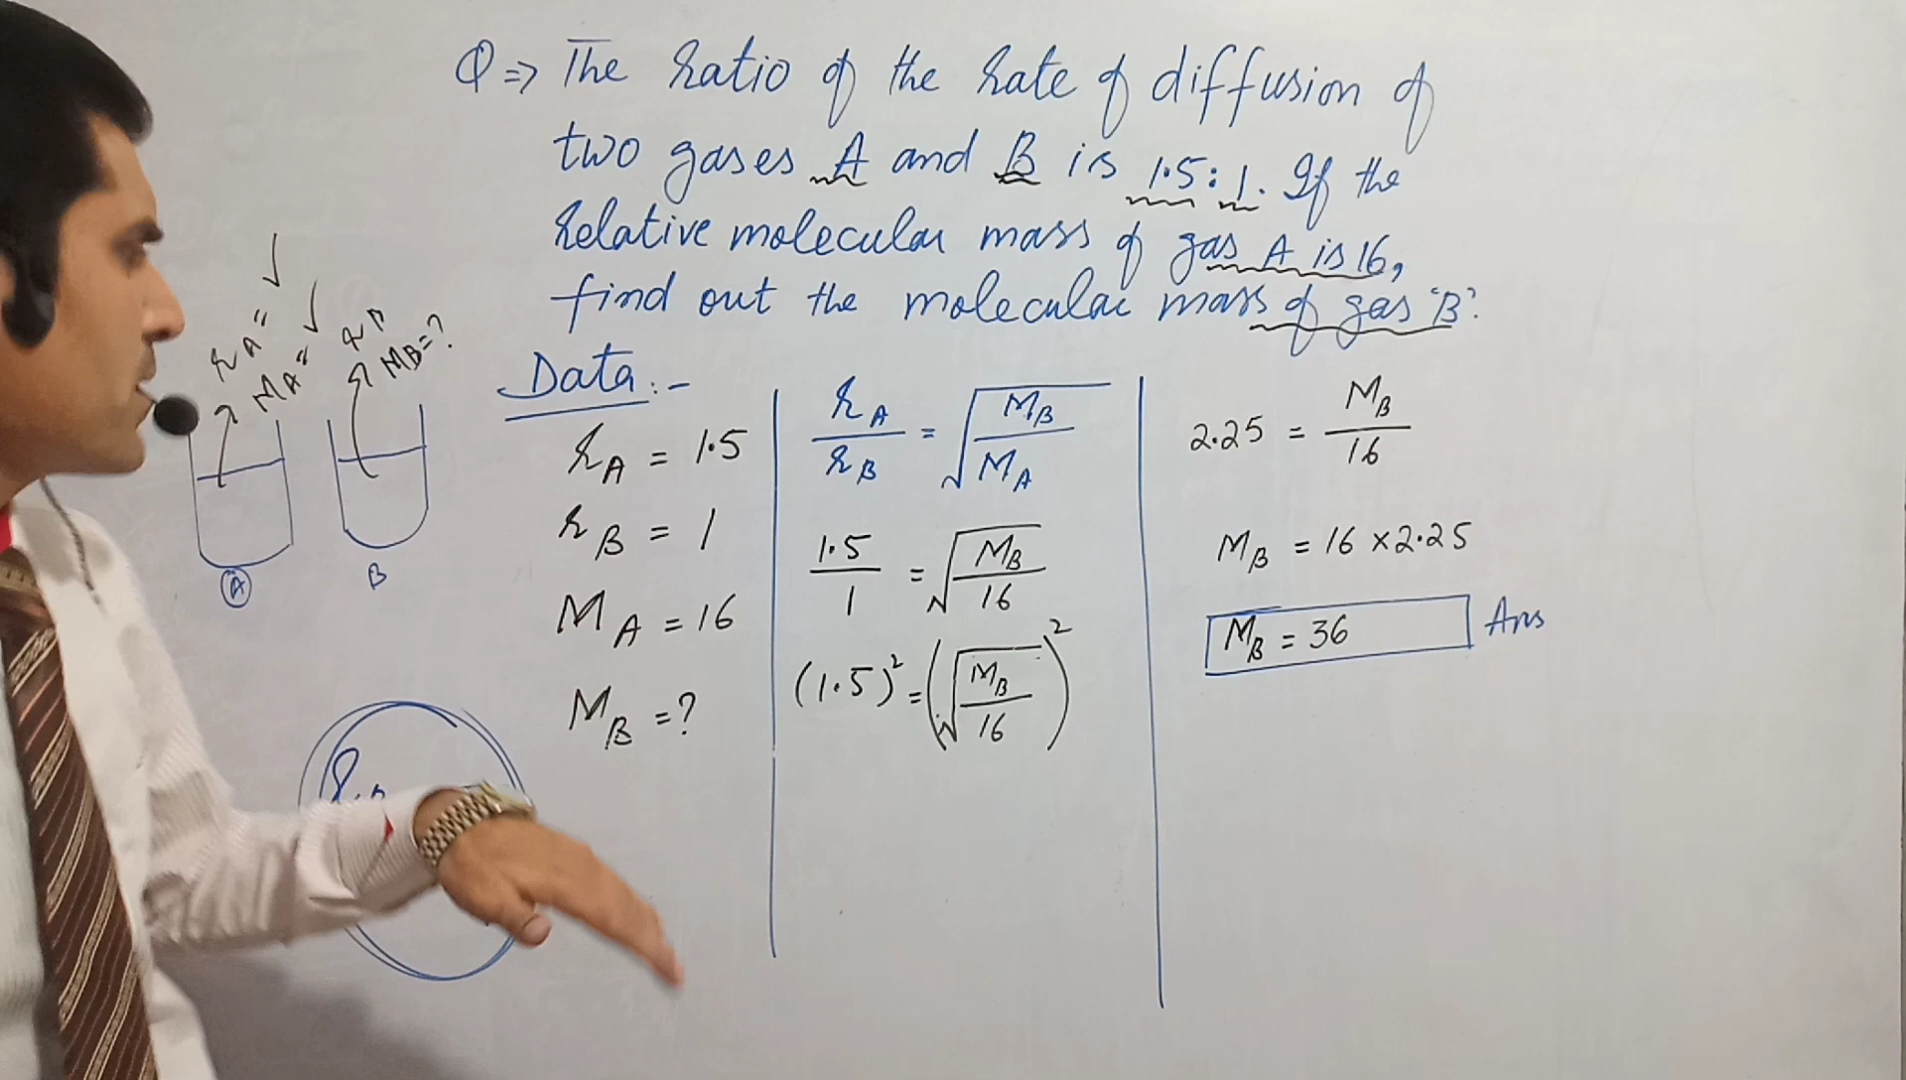 Q => The ratio of the rate of diffusion of
two gases A and B is 1.5 : 1. If the
relative molecular mass of gas A is 16,
find out the molecular mass of gas 'B'?
rA = ✓
MA = ✓
MB = ?
A
B
Data :-
rA = 1.5
rB = 1
MA = 16
MB = ?
rA/rB = √(MB/MA)
1.5/1 = √(MB/16)
(1.5)² = (√(MB/16))²
2.25 = MB/16
MB = 16 × 2.25
MB = 36 Ans